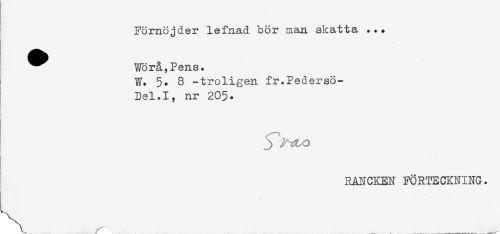 Förnöjder lefnad bör man skatta ...
Wörå,Pens.
W. 5. 8 -troligen fr.Pedersö-
Del.I, nr 205.
Svas
RANCKEN FÖRTECKNING.